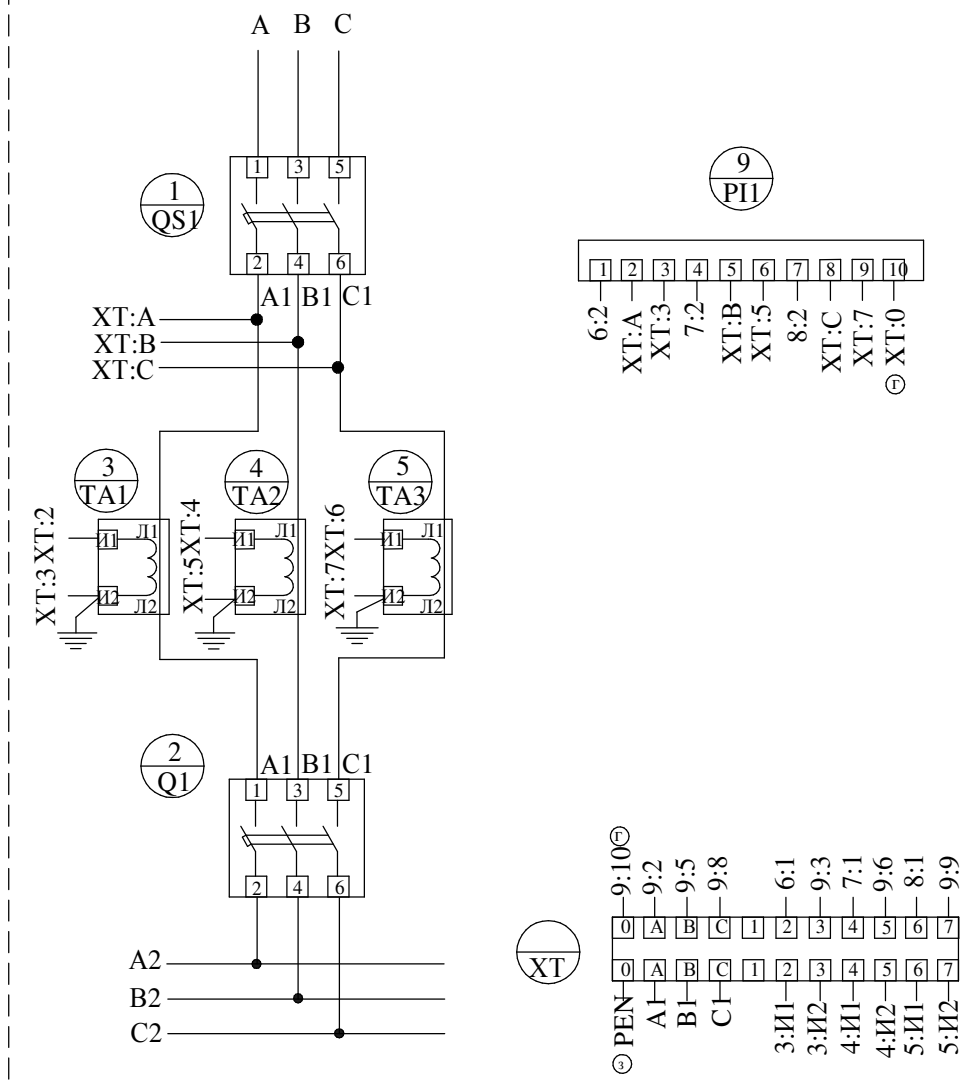 A B C
1 3 5
1
QS1
2 4 6
A1 B1 C1
XT:A
XT:B
XT:C
9
PI1
1 2 3 4 5 6 7 8 9 10
6:2
XT:A
XT:3
7:2
XT:B
XT:5
8:2
XT:C
XT:7
XT:0
Г
3
TA1
4
TA2
5
TA3
XT:3 XT:2
И1 Л1
И2 Л2
XT:5 XT:4
И1 Л1
И2 Л2
XT:7 XT:6
И1 Л1
И2 Л2
2
Q1
A1 B1 C1
1 3 5
2 4 6
A2
B2
C2
XT
Г
9:10
9:2
9:5
9:8
6:1
9:3
7:1
9:6
8:1
9:9
0 A B C 1 2 3 4 5 6 7
0 A B C 1 2 3 4 5 6 7
PEN
A1
B1
C1
3:И1
3:И2
4:И1
4:И2
5:И1
5:И2
З